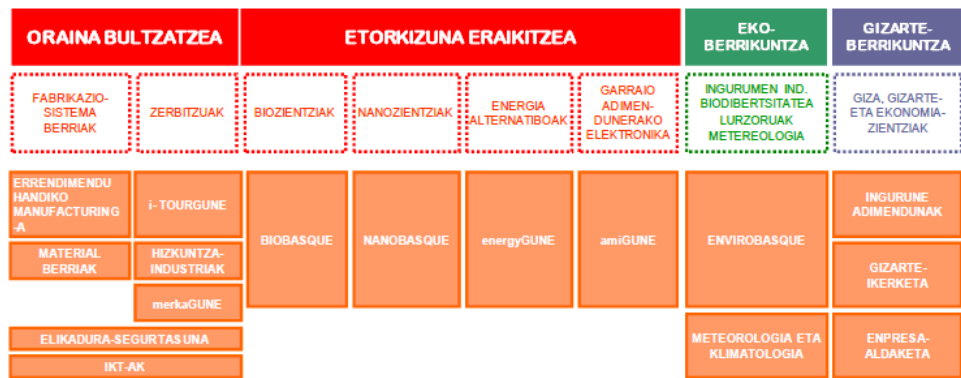 ORAINA BULTZATZEA
ETORKIZUNA ERAIKITZEA
EKO-
BERRIKUNTZA
GIZARTE-
BERRIKUNTZA
FABRIKAZIO-
SISTEMA
BERRIAK
ZERBITZUAK
BIOZIENTZIAK
NANOZIENTZIAK
ENERGIA
ALTERNATIBOAK
GARRAIO
ADIMEN-
DUNERAKO
ELEKTRONIKA
INGURUMEN IND.
BIODIBERTSITATEA
LURZORUAK
METEREOLOGIA
GIZA, GIZARTE-
ETA EKONOMIA-
ZIENTZIAK
ERRENDIMENDU
HANDIKO
MANUFACTURING
-A
i- TOURGUNE
BIOBASQUE
NANOBASQUE
energyGUNE
amiGUNE
ENVIROBASQUE
INGURUNE
ADIMENDUNAK
MATERIAL
BERRIAK
HIZKUNTZA-
INDUSTRIAK
GIZARTE-
IKERKETA
merkaGUNE
ELIKADURA-SEGURTASUNA
METEOROLOGIA ETA
KLIMATOLOGIA
ENPRESA-
ALDAKETA
IKT-AK